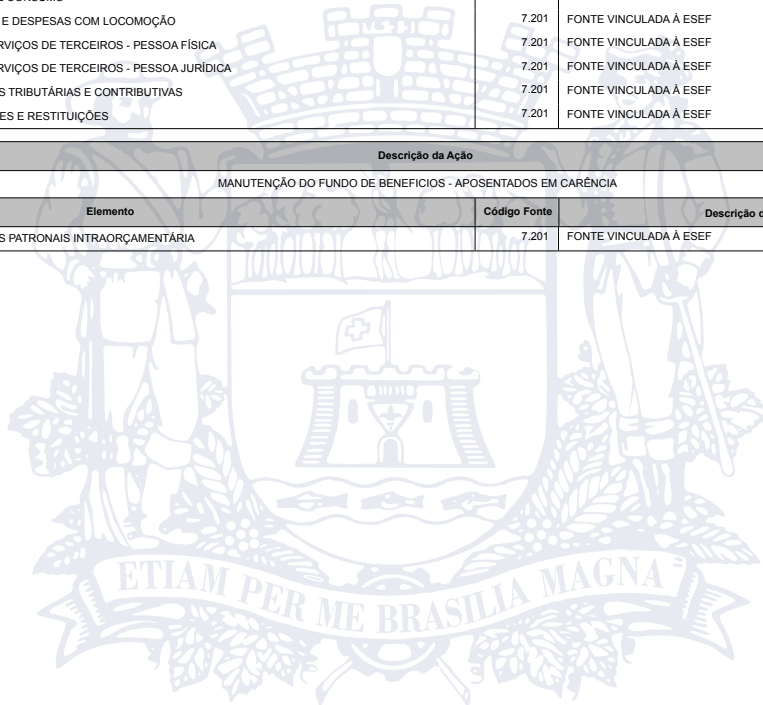 E DESPESAS COM LOCOMOÇÃO 7.201 FONTE VINCULADA À ESEF
RVIÇOS DE TERCEIROS - PESSOA FÍSICA 7.201 FONTE VINCULADA À ESEF
RVIÇOS DE TERCEIROS - PESSOA JURÍDICA 7.201 FONTE VINCULADA À ESEF
S TRIBUTÁRIAS E CONTRIBUTIVAS 7.201 FONTE VINCULADA À ESEF
ES E RESTITUIÇÕES 7.201 FONTE VINCULADA À ESEF
Descrição da Ação
MANUTENÇÃO DO FUNDO DE BENEFICIOS - APOSENTADOS EM CARÊNCIA
Elemento Código Fonte Descrição d
S PATRONAIS INTRAORÇAMENTÁRIA 7.201 FONTE VINCULADA À ESEF
ETIAM PER ME BRASILIA MAGNA